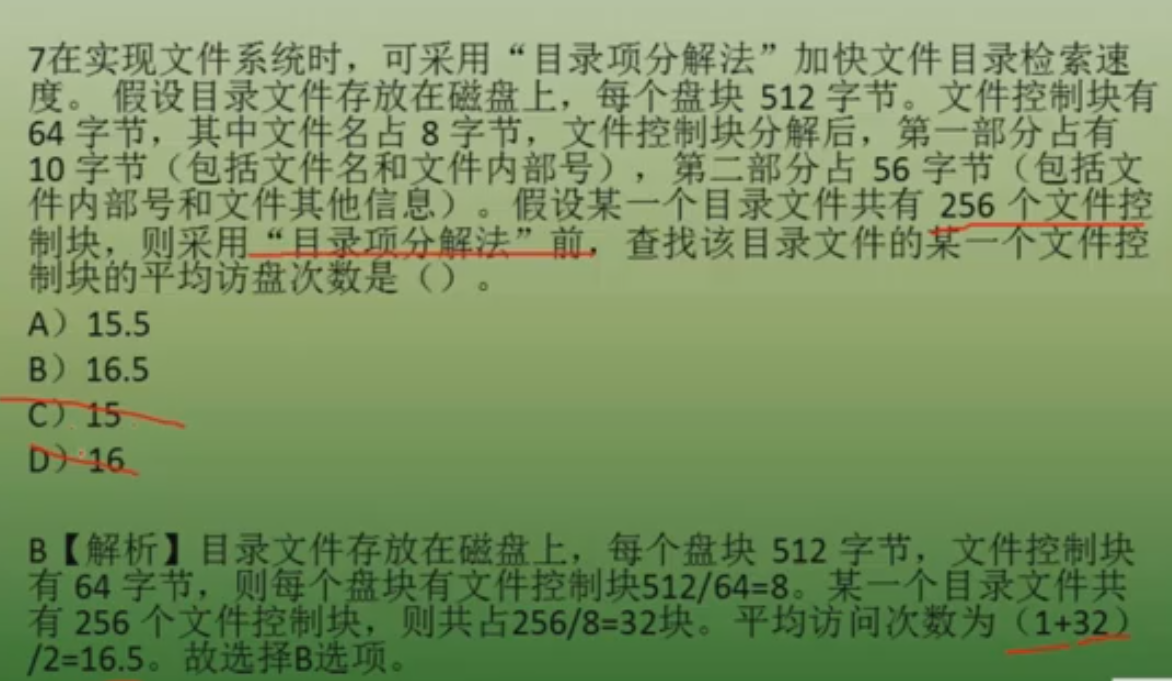 7在实现文件系统时，可采用“目录项分解法”加快文件目录检索速
度。 假设目录文件存放在磁盘上，每个盘块 512 字节。文件控制块有
64 字节，其中文件名占 8 字节，文件控制块分解后，第一部分占有
10 字节（包括文件名和文件内部号），第二部分占 56 字节（包括文
件内部号和文件其他信息）。假设某一个目录文件共有 256 个文件控
制块，则采用“目录项分解法”前，查找该目录文件的某一个文件控
制块的平均访盘次数是（）。
A）15.5
B）16.5
C）15
D）16
B【解析】目录文件存放在磁盘上，每个盘块 512 字节，文件控制块
有 64 字节，则每个盘块有文件控制块512/64=8。某一个目录文件共
有 256 个文件控制块，则共占256/8=32块。平均访问次数为（1+32）
/2=16.5。故选择B选项。